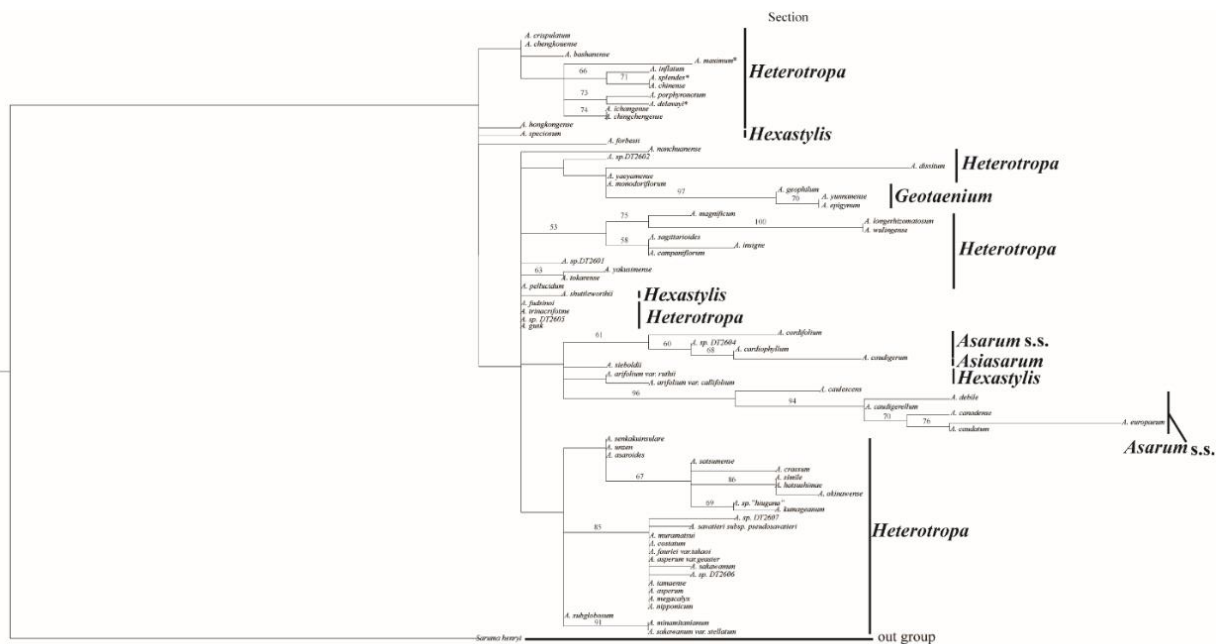 Section
A. crispulatum
A. chengkouense
A. bashanense
A. maximum*
66
A. inflatum
71
A. splendes*
A. chinense
Heterotropa
73
A. porphyronotum
A. delavayi*
74
A. ichangense
A. chingchengense
A. hongkongense
A. speciosum
Hexastylis
A. forbesii
A. nanchuanense
A. sp.DT2602
A. dissitum
Heterotropa
A. yaeyamense
A. monodoriflorum
97
A. geophilum
70
A. yunnanense
A. epigynum
Geotaenium
75
A. magnificum
100
A. longerhizomatosum
A. wulingense
53
58
A. sagittarioides
A. insigne
A. campaniflorum
Heterotropa
A. sp.DT2601
63
A. yakusimense
A. tokarense
A. pellucidum
A. shuttleworthii
Hexastylis
A. fudsinoi
A. trinacriforme
A. sp. DT2605
A. gusk
Heterotropa
61
A. cordifolium
60
A. sp. DT2604
68
A. cardiophyllum
A. caudigerum
Asarum s.s.
A. sieboldii
Asiasarum
A. arifolium var. ruthii
A. arifolium var. callifolium
Hexastylis
96
A. caulescens
94
A. debile
A. caudigerellum
70
A. canadense
76
A. europaeum
A. caudatum
Asarum s.s.
A. senkakuinsulare
A. unzen
A. asaroides
67
A. satsumense
A. crassum
86
A. simile
A. hatsushimae
A. okinawense
69
A. sp. "hiugane"
A. kumageanum
A. sp. DT2607
85
A. savatieri subsp. pseudosavatieri
A. muramatsui
A. costatum
A. fauriei var.takaoi
A. asperum var.geaster
A. sakawanum
A. sp. DT2606
A. tamaense
A. asperum
A. megacalyx
A. nipponicum
Heterotropa
A. subglobosum
91
A. minamitanianum
A. sakawanum var. stellatum
Saruma henryi
out group